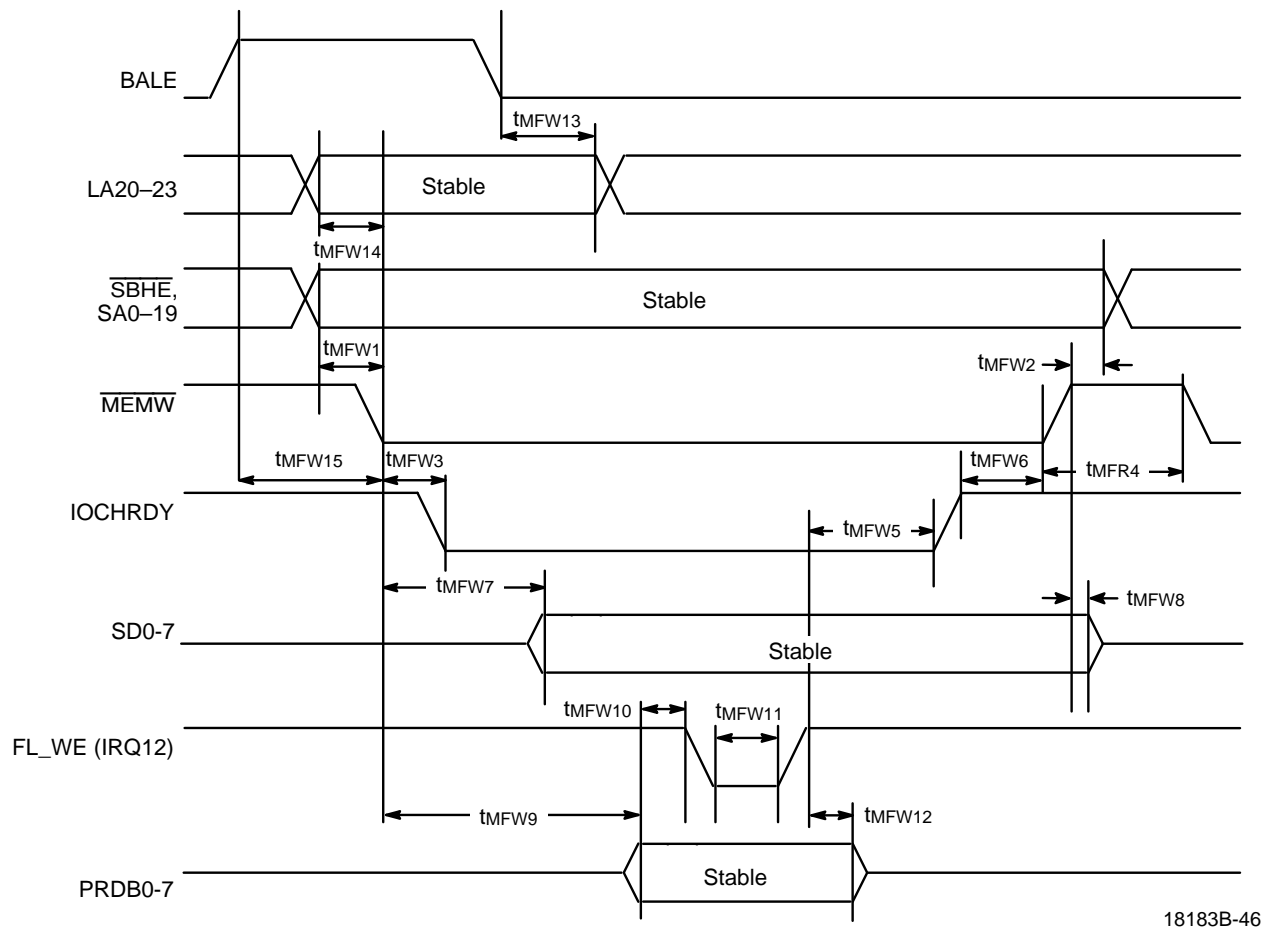 BALE
tMFW13
LA20–23
Stable
tMFW14
SBHE,
SA0–19
Stable
tMFW1
tMFW2
MEMW
tMFW15
tMFW3
tMFW6
tMFR4
IOCHRDY
tMFW5
tMFW7
tMFW8
SD0-7
Stable
tMFW10
tMFW11
FL_WE (IRQ12)
tMFW9
tMFW12
PRDB0-7
Stable
18183B-46